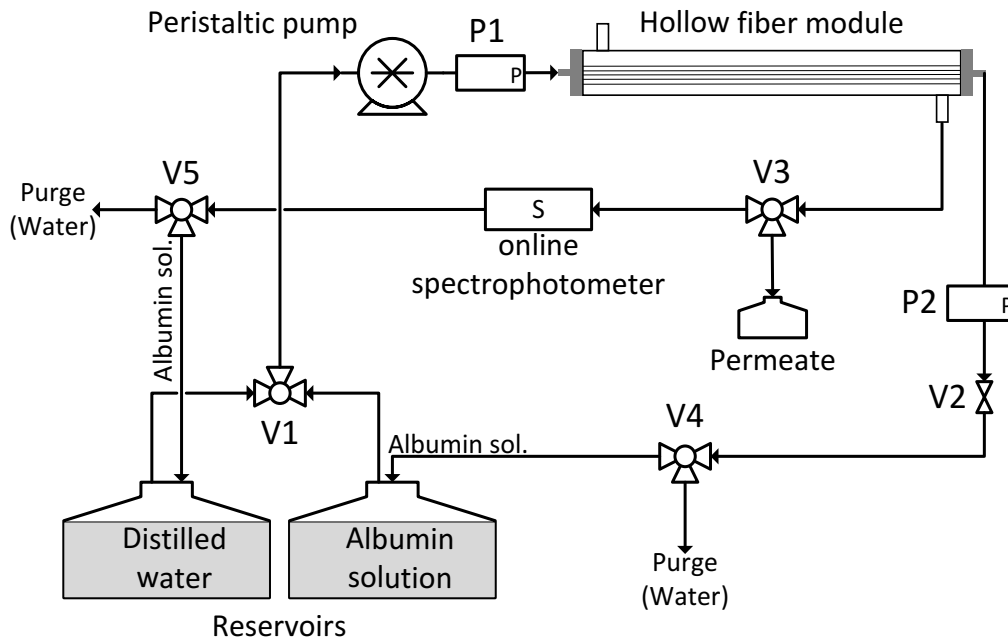 Peristaltic pump
P1
P
Hollow fiber module
V5
Purge
(Water)
S
online
spectrophotometer
V3
Permeate
P2
P
V2
Albumin sol.
V1
V4
Albumin sol.
Distilled
water
Albumin
solution
Purge
(Water)
Reservoirs